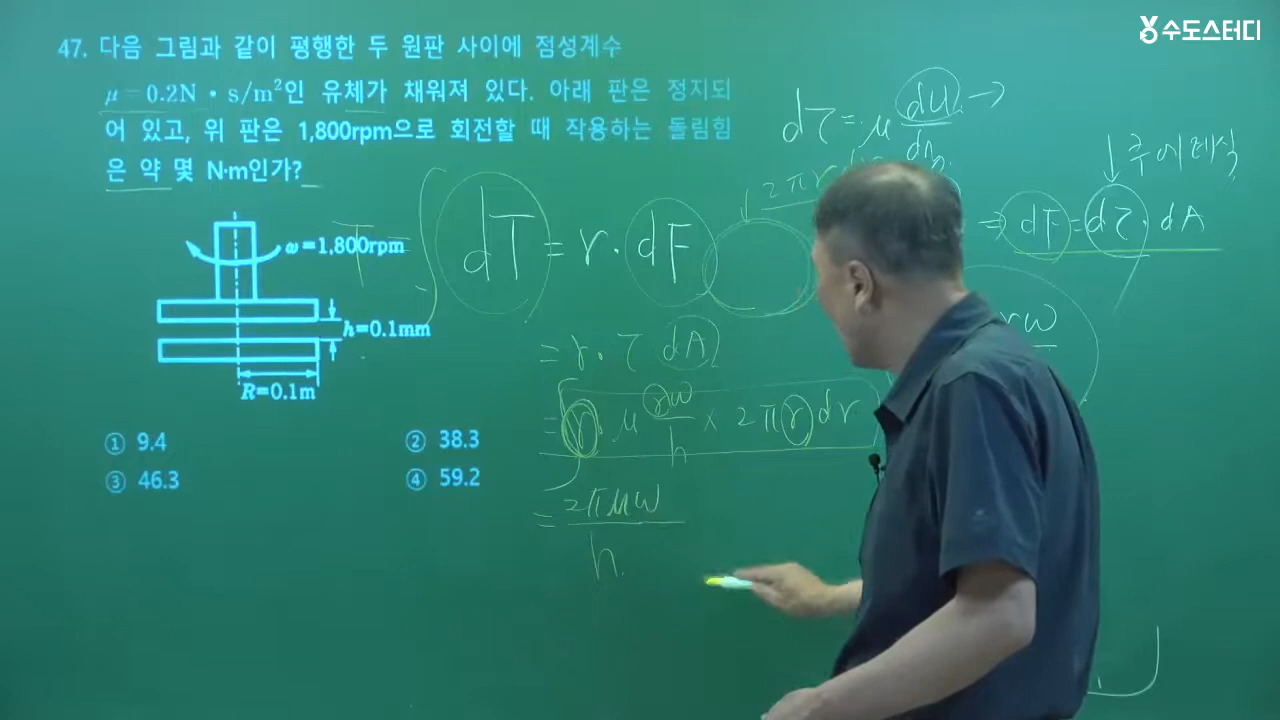 수도스터디
47. 다음 그림과 같이 평행한 두 원판 사이에 점성계수
μ=0.2N・s/m²인 유체가 채워져 있다. 아래 판은 정지되
어 있고, 위 판은 1,800rpm으로 회전할 때 작용하는 돌림힘
은 약 몇 N·m인가?
ω=1,800rpm
h=0.1mm
R=0.1m
① 9.4
② 38.3
③ 46.3
④ 59.2
dτ=μ du
⇒ dF=dτ・dA
T=∫dT=r・dF
=r・τ dA
=r・μ rω/h × 2πr dr
=2πμω/h
rω